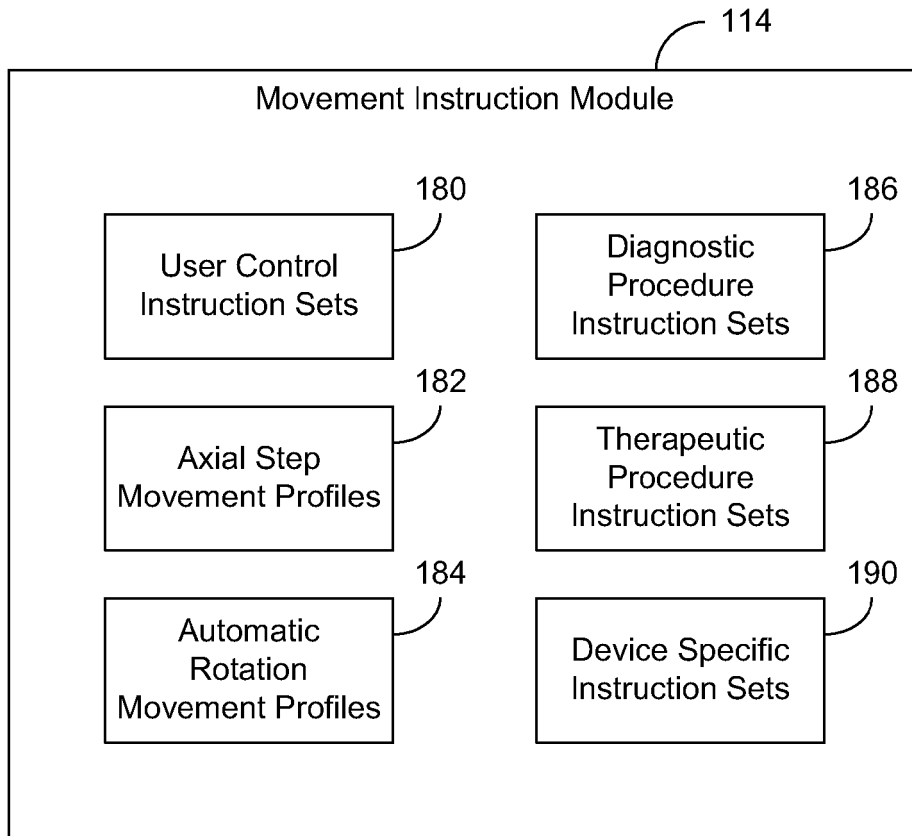 114
Movement Instruction Module
180
User Control
Instruction Sets
182
Axial Step
Movement Profiles
184
Automatic
Rotation
Movement Profiles
186
Diagnostic
Procedure
Instruction Sets
188
Therapeutic
Procedure
Instruction Sets
190
Device Specific
Instruction Sets